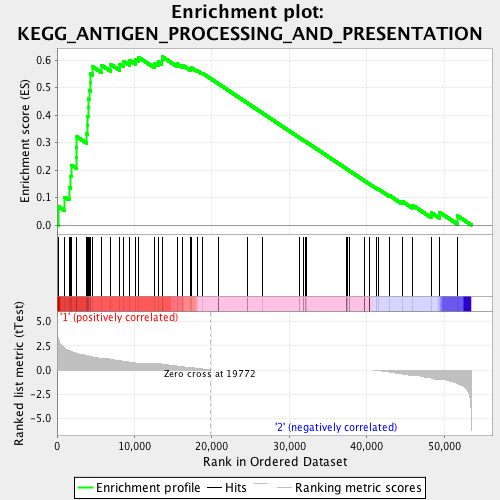 Enrichment plot:
KEGG_ANTIGEN_PROCESSING_AND_PRESENTATION
Enrichment score (ES)
0.6
0.5
0.4
0.3
0.2
0.1
0.0
'1' (positively correlated)
Ranked list metric (tTest)
5.0
2.5
0.0
-2.5
-5.0
Zero cross at 19772
'2' (negatively correlated)
0 10,000 20,000 30,000 40,000 50,000
Rank in Ordered Dataset
Enrichment profile Hits Ranking metric scores